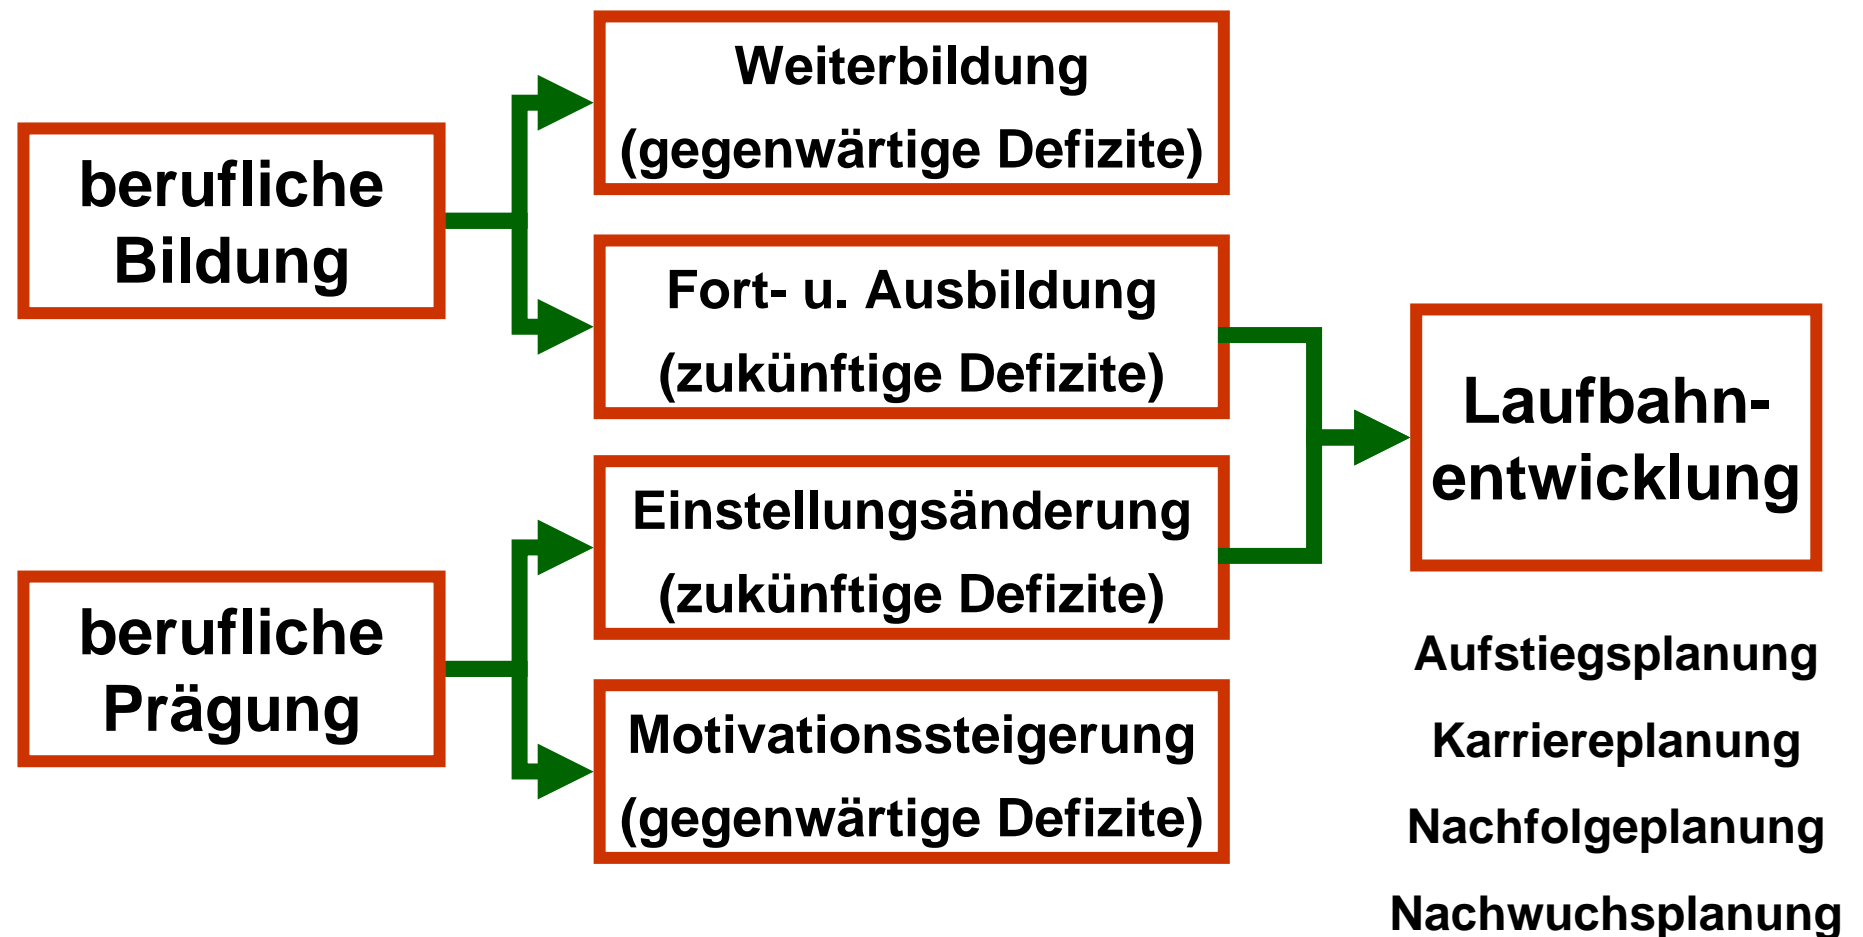 berufliche
Bildung
Weiterbildung
(gegenwärtige Defizite)
Fort- u. Ausbildung
(zukünftige Defizite)
berufliche
Prägung
Einstellungsänderung
(zukünftige Defizite)
Motivationssteigerung
(gegenwärtige Defizite)
Laufbahn-
entwicklung
Aufstiegsplanung
Karriereplanung
Nachfolgeplanung
Nachwuchsplanung